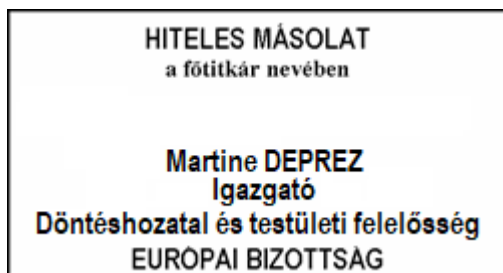 HITELES MÁSOLAT
a főtitkár nevében
Martine DEPREZ
Igazgató
Döntéshozatal és testületi felelősség
EURÓPAI BIZOTTSÁG